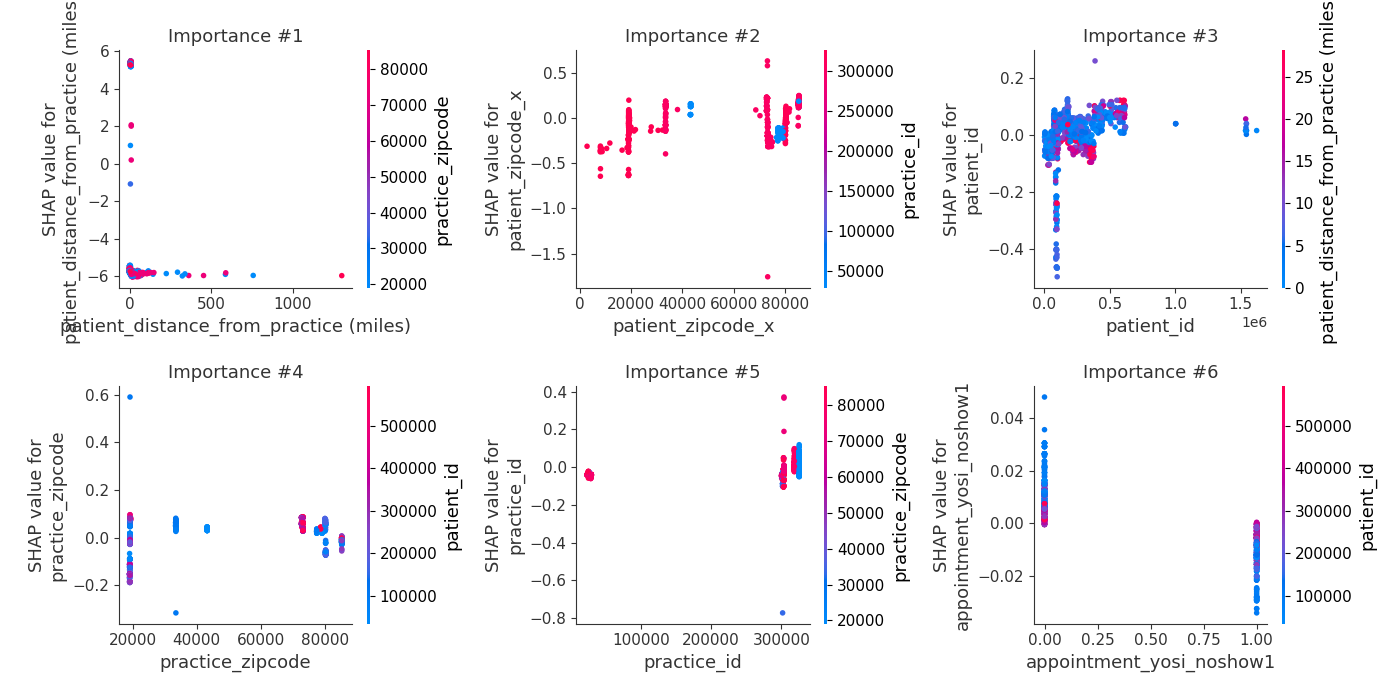 Importance #1
SHAP value for
patient_distance_from_practice (miles
6
4
2
0
−2
−4
−6
0
500
1000
patient_distance_from_practice (miles)
80000
70000
60000
50000
40000
30000
20000
practice_zipcode
Importance #2
SHAP value for
patient_zipcode_x
0.5
0.0
−0.5
−1.0
−1.5
0
20000
40000
60000
80000
patient_zipcode_x
300000
250000
200000
150000
100000
50000
practice_id
Importance #3
SHAP value for
patient_id
0.2
0.0
−0.2
−0.4
0.0
0.5
1.0
1.5
1e6
patient_id
25
20
15
10
5
0
patient_distance_from_practice (miles
Importance #4
SHAP value for
practice_zipcode
0.6
0.4
0.2
0.0
−0.2
20000
40000
60000
80000
practice_zipcode
500000
400000
300000
200000
100000
patient_id
Importance #5
SHAP value for
practice_id
0.4
0.2
0.0
−0.2
−0.4
−0.6
−0.8
100000
200000
300000
practice_id
80000
70000
60000
50000
40000
30000
20000
practice_zipcode
Importance #6
SHAP value for
appointment_yosi_noshow1
0.04
0.02
0.00
−0.02
0.00
0.25
0.50
0.75
1.00
appointment_yosi_noshow1
500000
400000
300000
200000
100000
patient_id